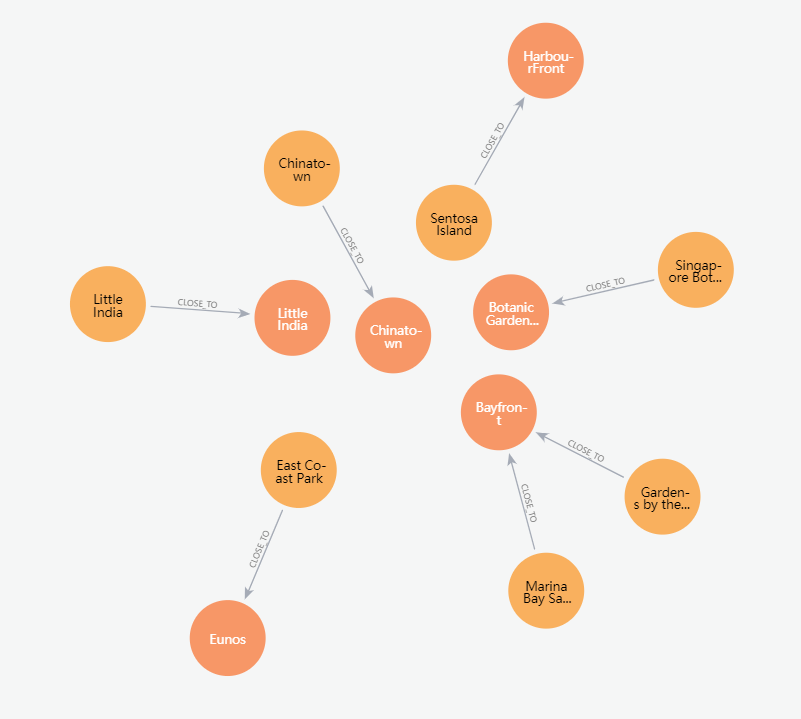 Harbou-
rFront
CLOSE_TO
Chinato-
wn
Sentosa
Island
CLOSE_TO
Singap-
ore Bot...
CLOSE_TO
Little
India
CLOSE_TO
Little
India
Botanic
Garden...
Chinato-
wn
Bayfron-
t
CLOSE_TO
East Co-
ast Park
Garden-
s by the...
CLOSE_TO
CLOSE_TO
Marina
Bay Sa...
Eunos